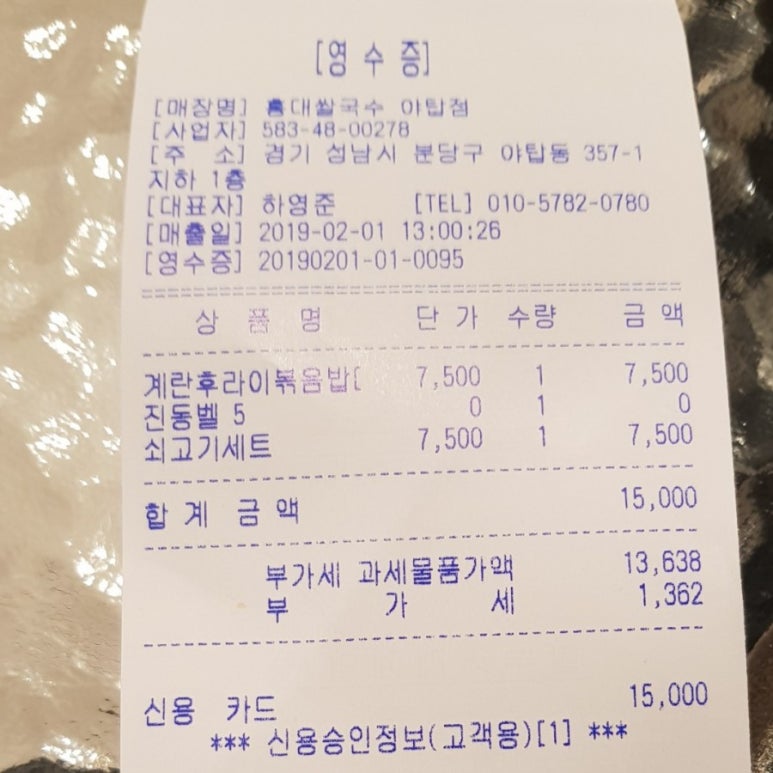 [영 수 증]
[매장명] 홍대쌀국수 야탑점
[사업자] 583-48-00278
[주 소] 경기 성남시 분당구 야탑동 357-1
지하 1층
[대표자] 하영준 [TEL] 010-5782-0780
[매출일] 2019-02-01 13:00:26
[영수증] 20190201-01-0095
상 품 명 단 가 수량 금 액
계란후라이볶음밥[ 7,500 1 7,500
진동벨 5 0 1 0
쇠고기세트 7,500 1 7,500
합 계 금 액 15,000
부가세 과세물품가액 13,638
부 가 세 1,362
신용 카드 15,000
*** 신용승인정보(고객용)[1] ***